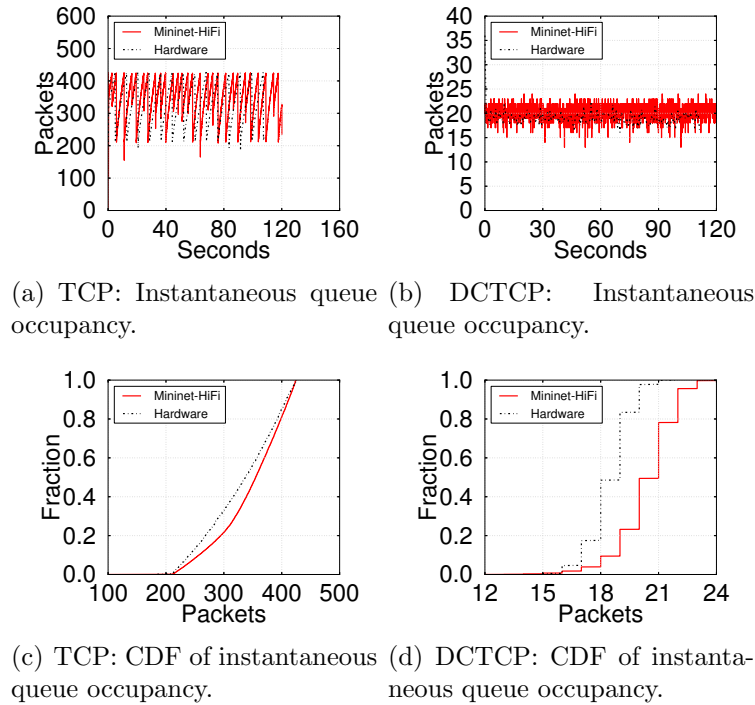 600
500
400
300
200
100
0
Packets
Mininet-HiFi
Hardware
0 40 80 120 160
Seconds
40
35
30
25
20
15
10
5
0
Packets
Mininet-HiFi
Hardware
0 30 60 90 120
Seconds
(a) TCP: Instantaneous queue
occupancy.
(b) DCTCP: Instantaneous
queue occupancy.
1.0
0.8
0.6
0.4
0.2
0.0
Fraction
Mininet-HiFi
Hardware
100 200 300 400 500
Packets
1.0
0.8
0.6
0.4
0.2
0.0
Fraction
Mininet-HiFi
Hardware
12 15 18 21 24
Packets
(c) TCP: CDF of instantaneous
queue occupancy.
(d) DCTCP: CDF of instanta-
neous queue occupancy.